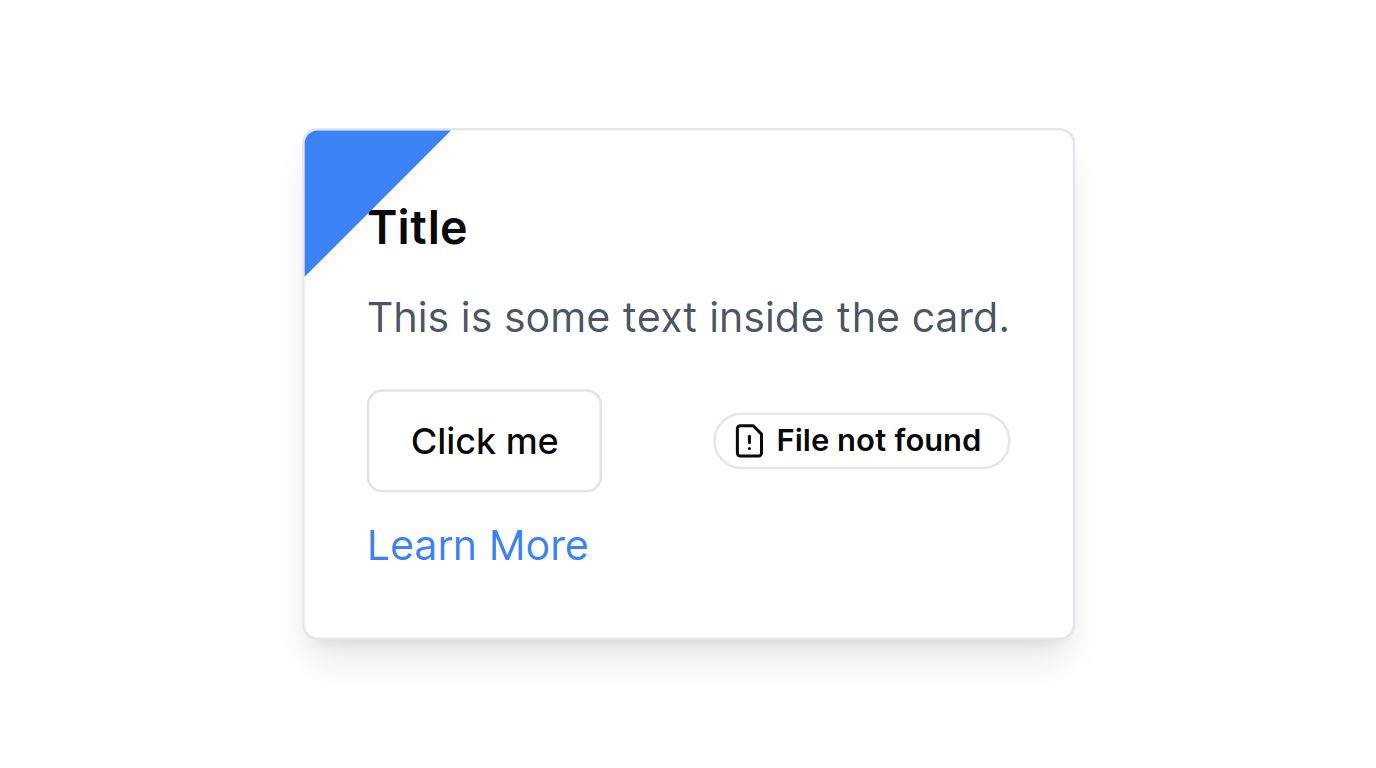 Title
This is some text inside the card.
Click me
File not found
Learn More